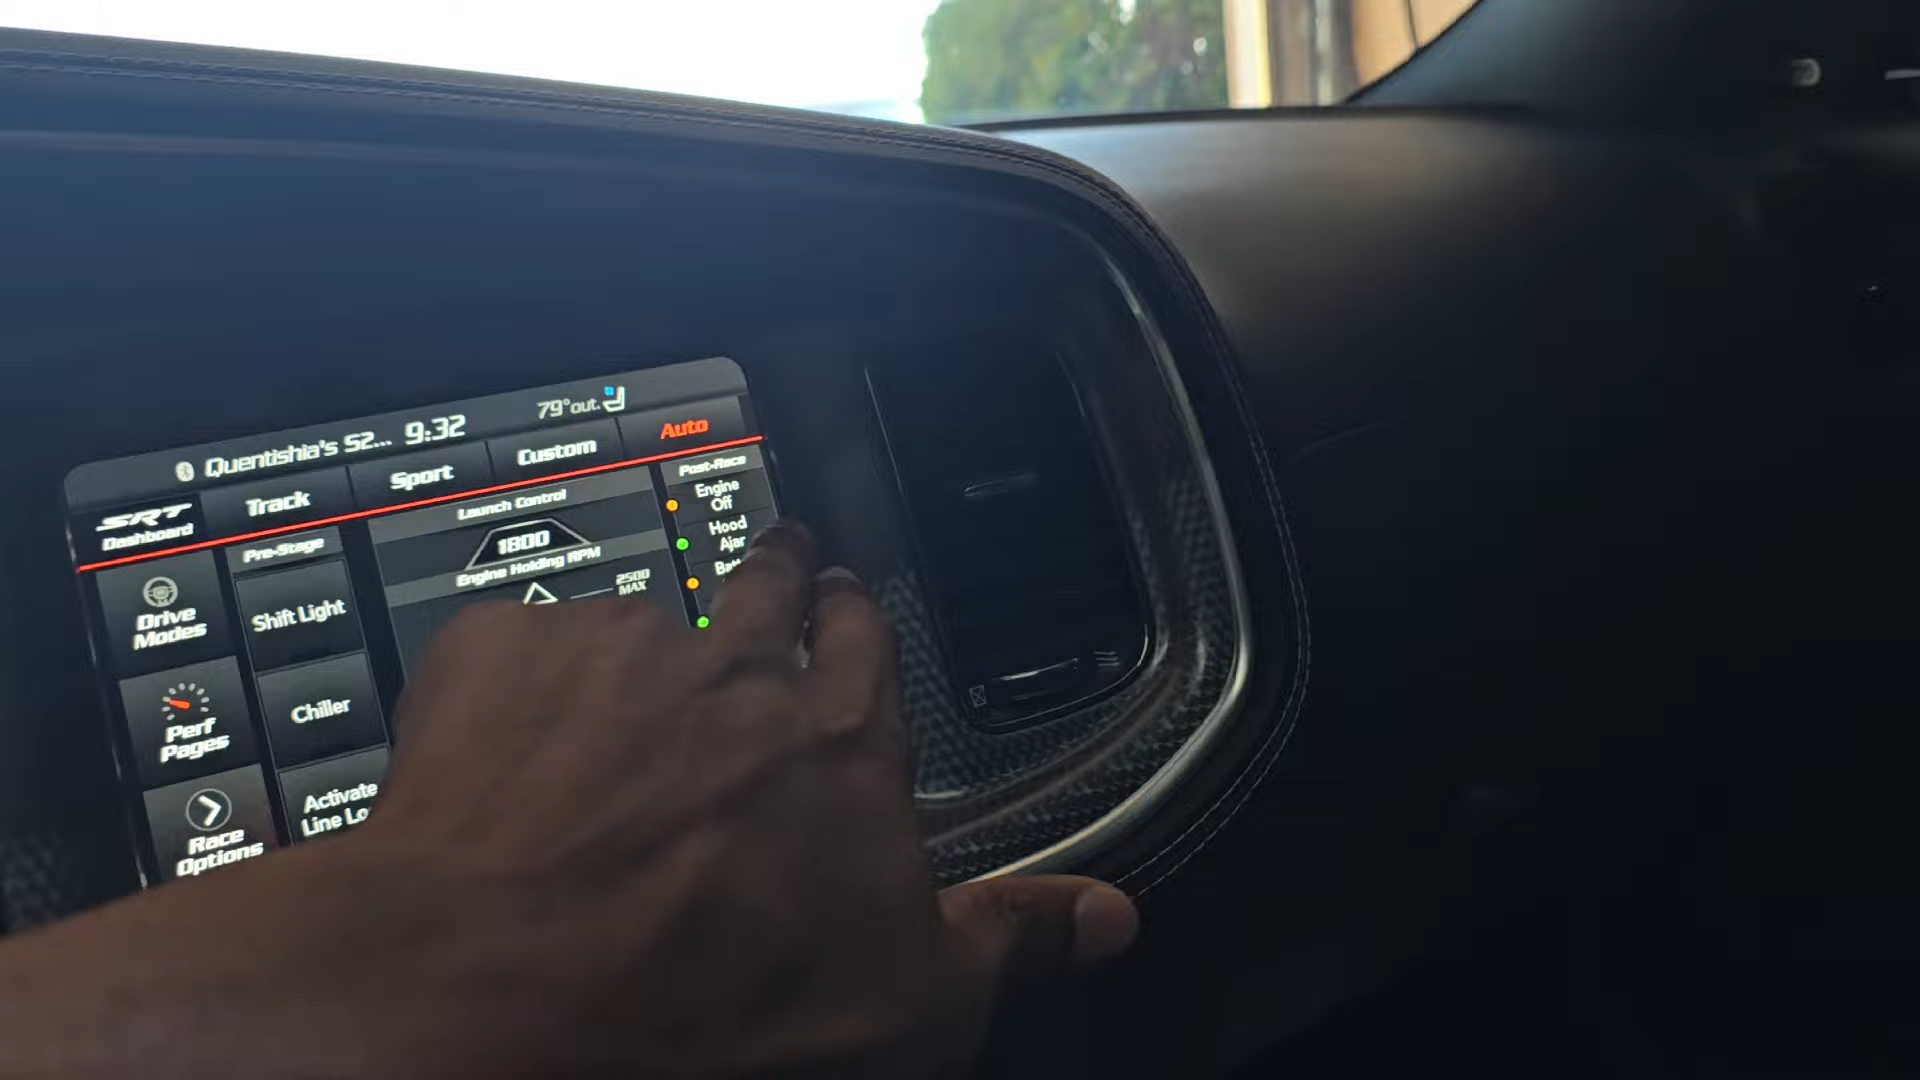 Quentishia's S2... 9:32 79°out.
SRT
Dashboard
Track
Sport
Custom
Auto
Pre-Stage
Shift Light
Chiller
Activate
Line Lo
Launch Control
1800
Engine Holding RPM
2500
MAX
Post-Race
Engine
Off
Hood
Ajar
Batt
Drive
Modes
Perf
Pages
Race
Options